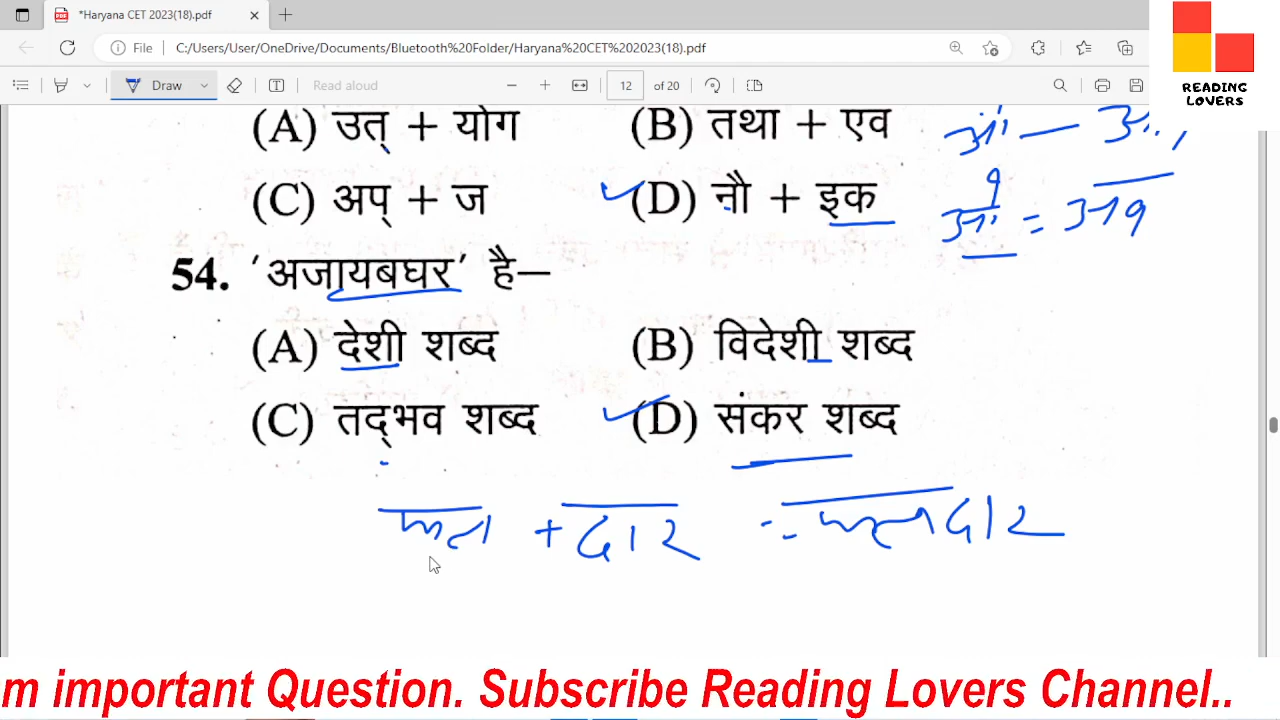 *Haryana CET 2023(18).pdf
File C:/Users/User/OneDrive/Documents/Bluetooth%20Folder/Haryana%20CET%202023(18).pdf
Draw Read aloud 12 of 20
READING
LOVERS
(A) उत् + योग (B) तथा + एव
(C) अप् + ज (D) नौ + इक
54. 'अजायबघर' है—
(A) देशी शब्द (B) विदेशी शब्द
(C) तद्‌भव शब्द (D) संकर शब्द
+ दार = दार
m important Question. Subscribe Reading Lovers Channel..